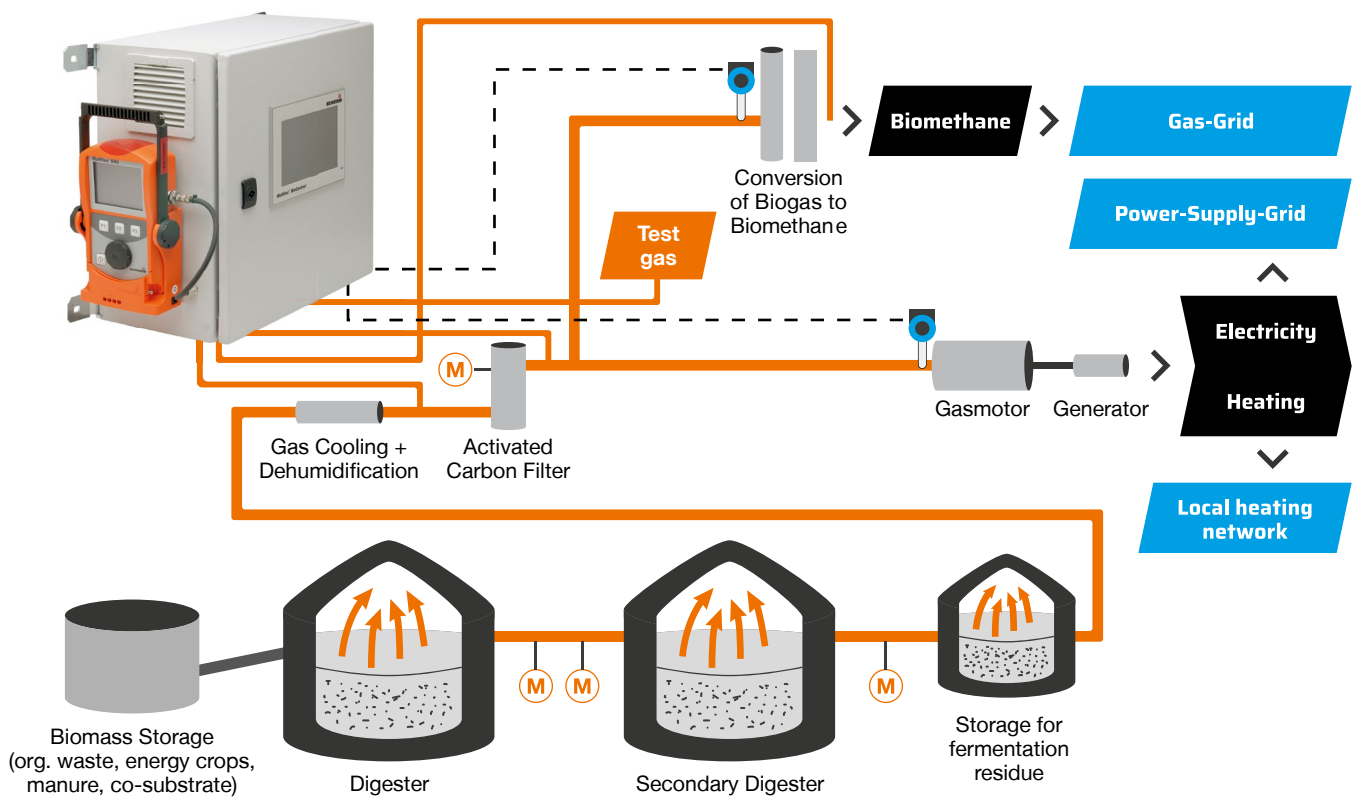 Biomethane
Gas-Grid
Conversion
of Biogas to
Biomethane
Power-Supply-Grid
Test
gas
Electricity
Heating
M
Gasmotor
Generator
Gas Cooling +
Dehumidification
Activated
Carbon Filter
Local heating
network
M
M
M
Biomass Storage
(org. waste, energy crops,
manure, co-substrate)
Digester
Secondary Digester
Storage for
fermentation
residue